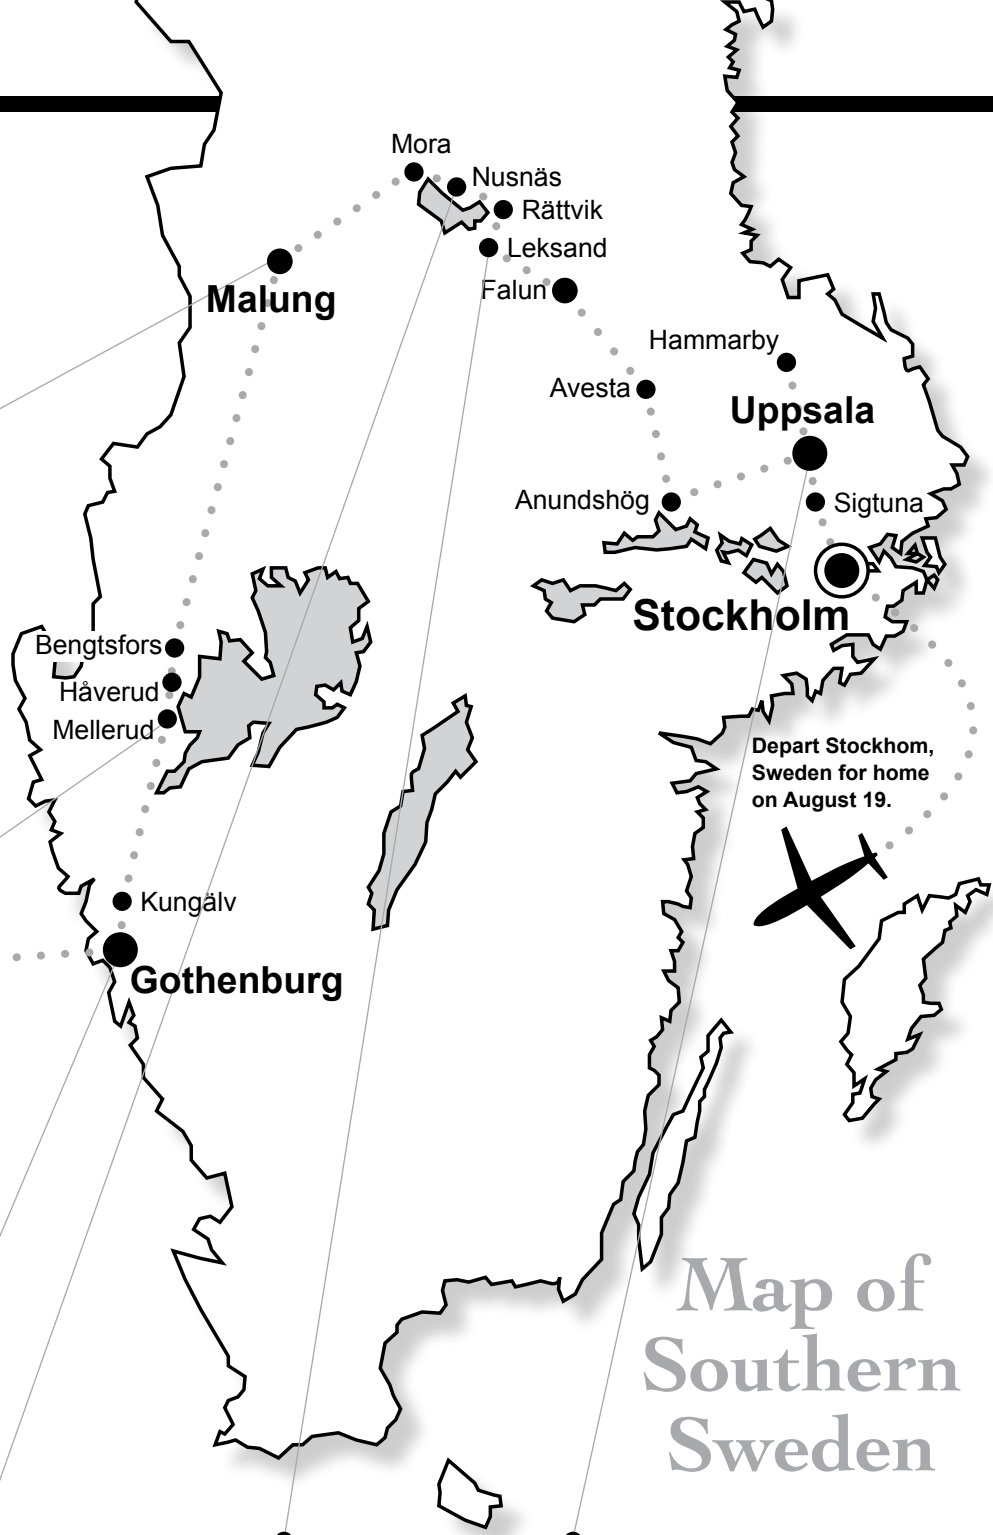 Mora
Nusnäs
Rättvik
Leksand
Falun
Malung
Hammarby
Avesta
Uppsala
Anundshög
Sigtuna
Stockholm
Bengtsfors
Håverud
Mellerud
Depart Stockhom,
Sweden for home
on August 19.
Kungälv
Gothenburg
Map of
Southern
Sweden